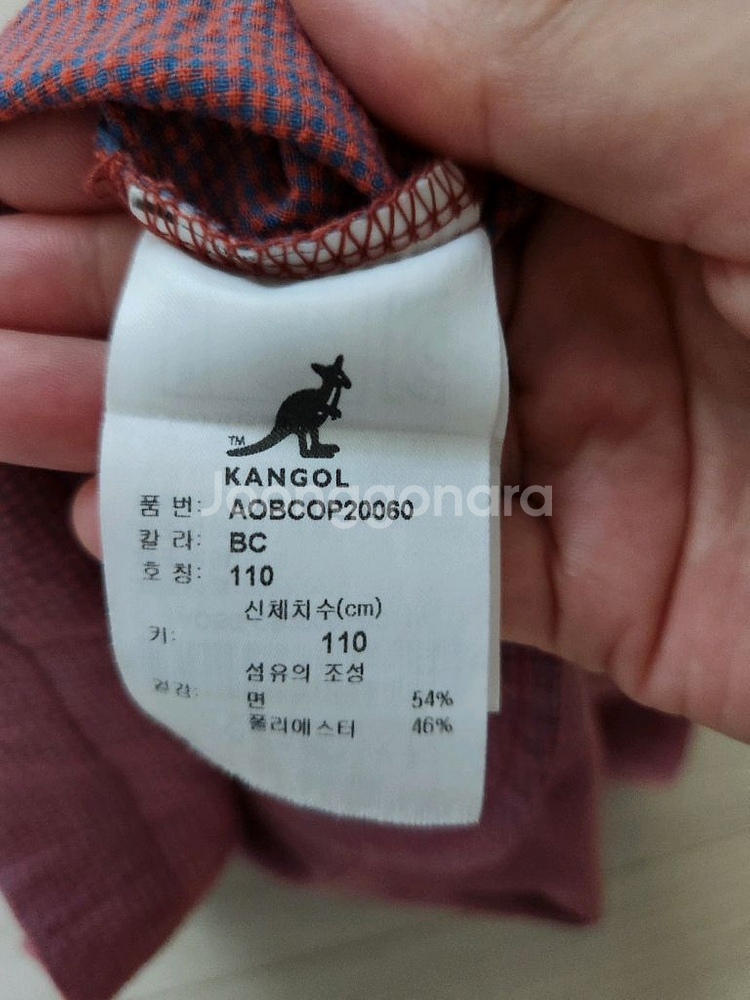 TM
KANGOL
Joonggonara
품 번: AOBCOP20060
칼 라: BC
호 칭: 110
신체치수(cm)
키: 110
섬유의 조성
겉감: 면 54%
폴리에스터 46%